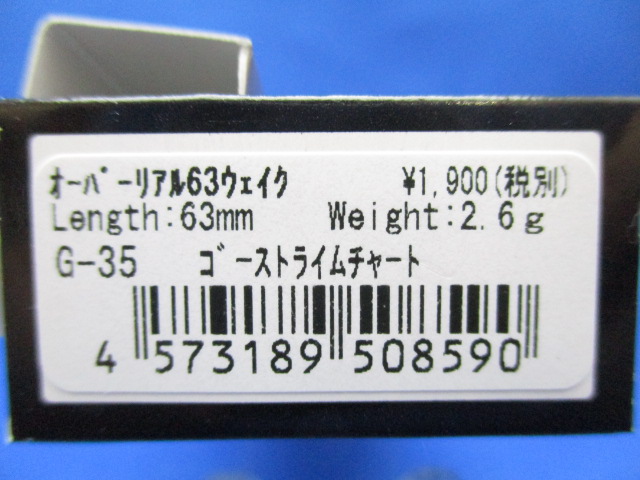 ｵｰﾊﾞｰﾘｱﾙ63ｳｪｲｸ ¥1,900(税別)
Length:63mm Weight:2.6g
G-35 ｺﾞｰｽﾄﾗｲﾑﾁｬｰﾄ
4 573189 508590